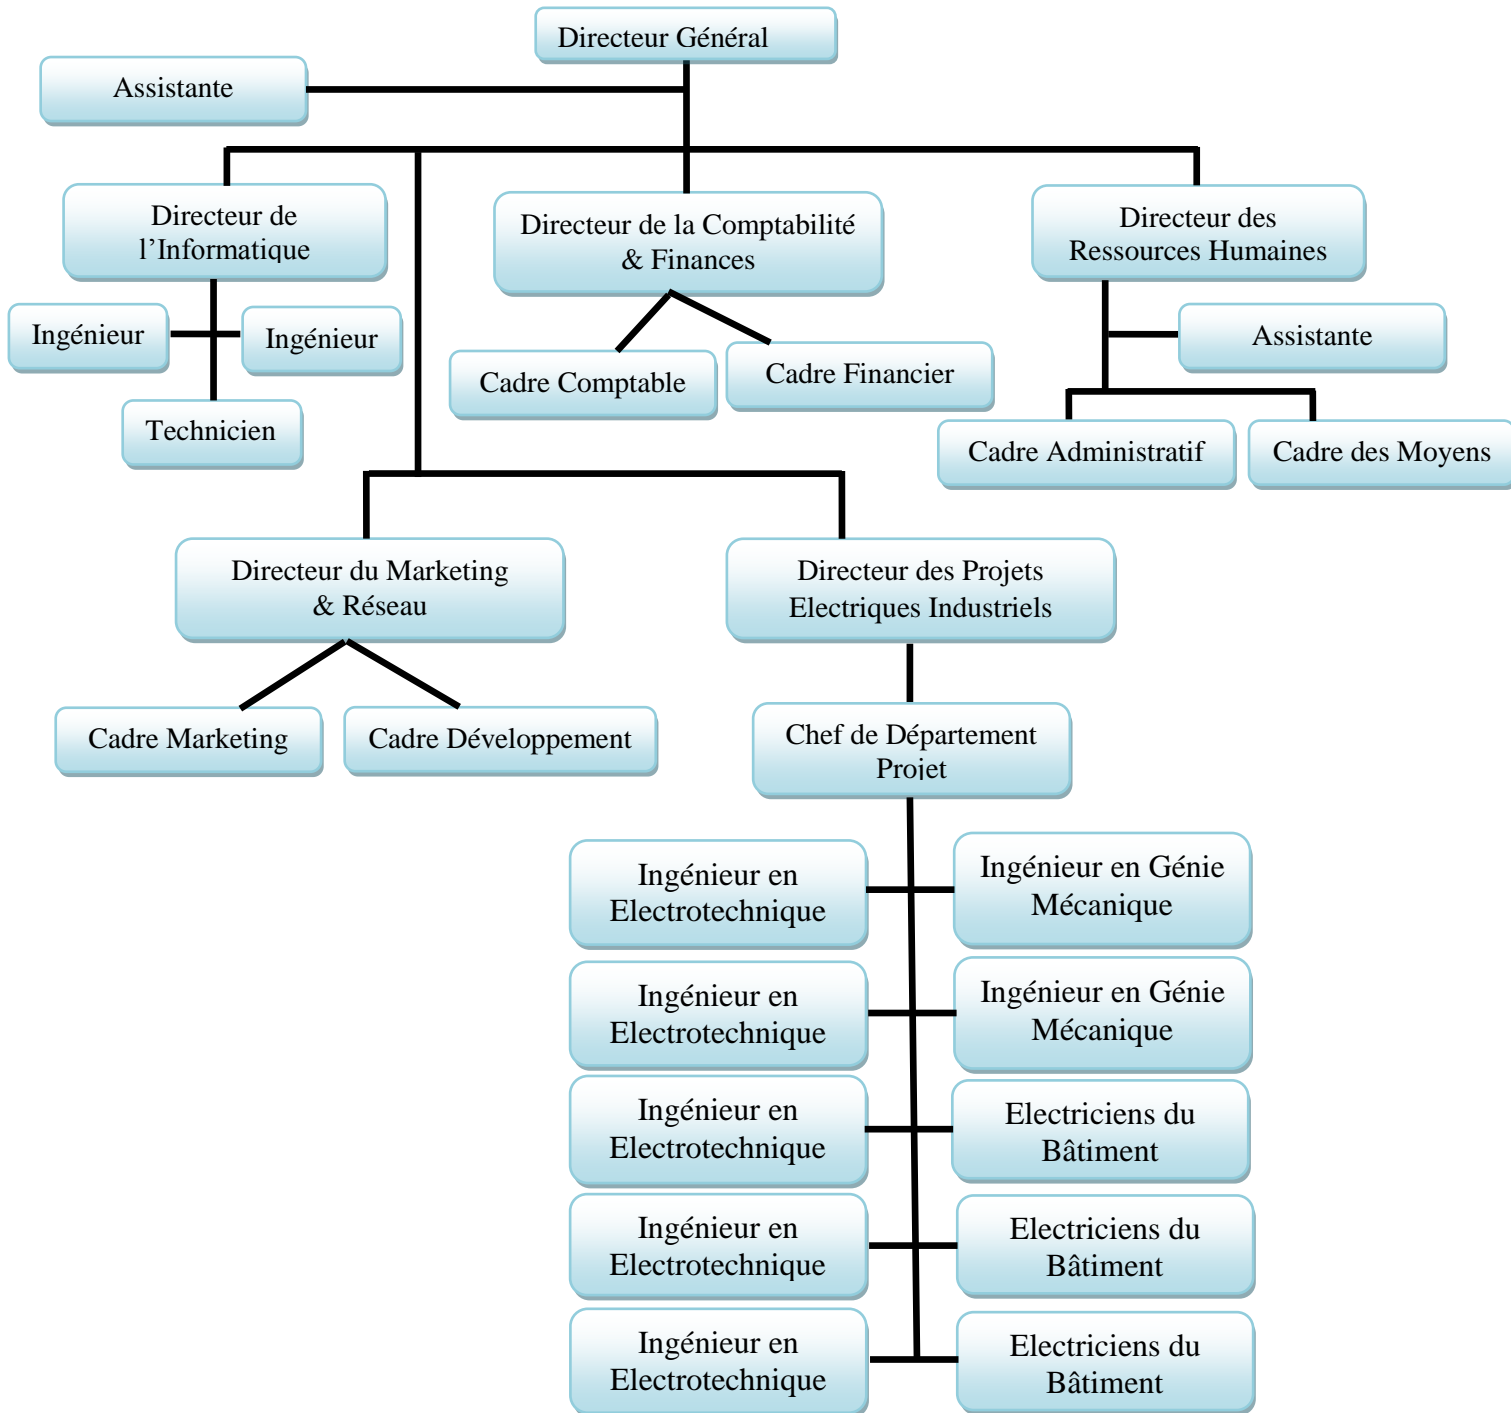 Directeur Général
Assistante
Directeur de
l’Informatique
Directeur de la Comptabilité
& Finances
Directeur des
Ressources Humaines
Ingénieur
Ingénieur
Technicien
Cadre Comptable
Cadre Financier
Assistante
Cadre Administratif
Cadre des Moyens
Directeur du Marketing
& Réseau
Directeur des Projets
Electriques Industriels
Cadre Marketing
Cadre Développement
Chef de Département
Projet
Ingénieur en
Electrotechnique
Ingénieur en Génie
Mécanique
Ingénieur en
Electrotechnique
Ingénieur en Génie
Mécanique
Ingénieur en
Electrotechnique
Electriciens du
Bâtiment
Ingénieur en
Electrotechnique
Electriciens du
Bâtiment
Ingénieur en
Electrotechnique
Electriciens du
Bâtiment